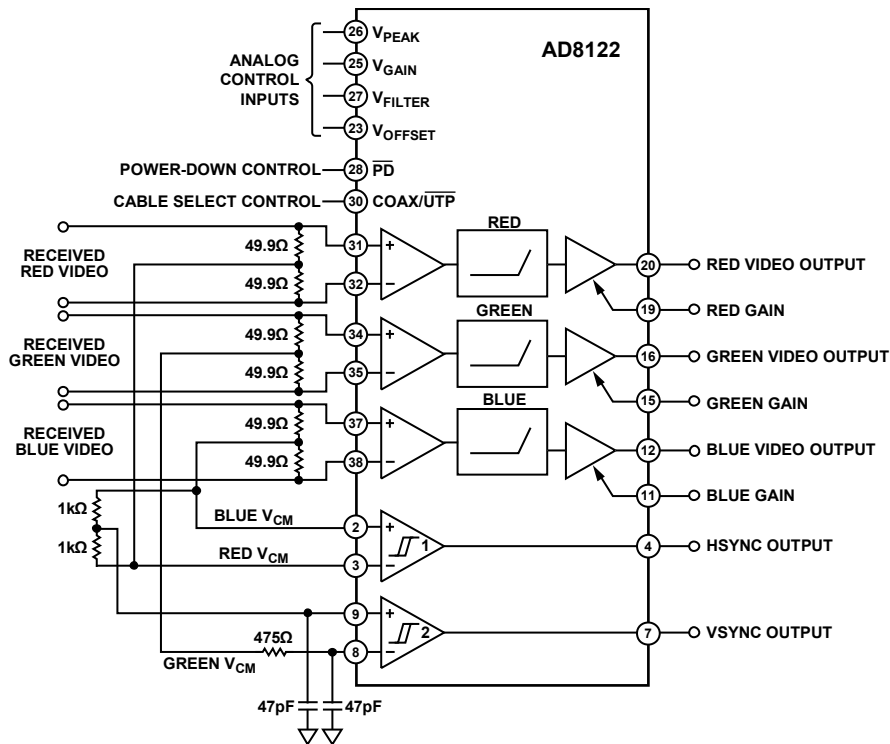 AD8122
ANALOG
CONTROL
INPUTS
26 VPEAK
25 VGAIN
27 VFILTER
23 VOFFSET
POWER-DOWN CONTROL 28 PD
CABLE SELECT CONTROL 30 COAX/UTP
RECEIVED
RED VIDEO
49.9Ω
49.9Ω
31 +
32 −
RED
20 RED VIDEO OUTPUT
19 RED GAIN
RECEIVED
GREEN VIDEO
49.9Ω
49.9Ω
34 +
35 −
GREEN
16 GREEN VIDEO OUTPUT
15 GREEN GAIN
RECEIVED
BLUE VIDEO
49.9Ω
49.9Ω
37 +
38 −
BLUE
12 BLUE VIDEO OUTPUT
11 BLUE GAIN
1kΩ
1kΩ
BLUE VCM 2 +
RED VCM 3 −
1
4 HSYNC OUTPUT
9 +
475Ω
GREEN VCM 8 −
2
7 VSYNC OUTPUT
47pF 47pF